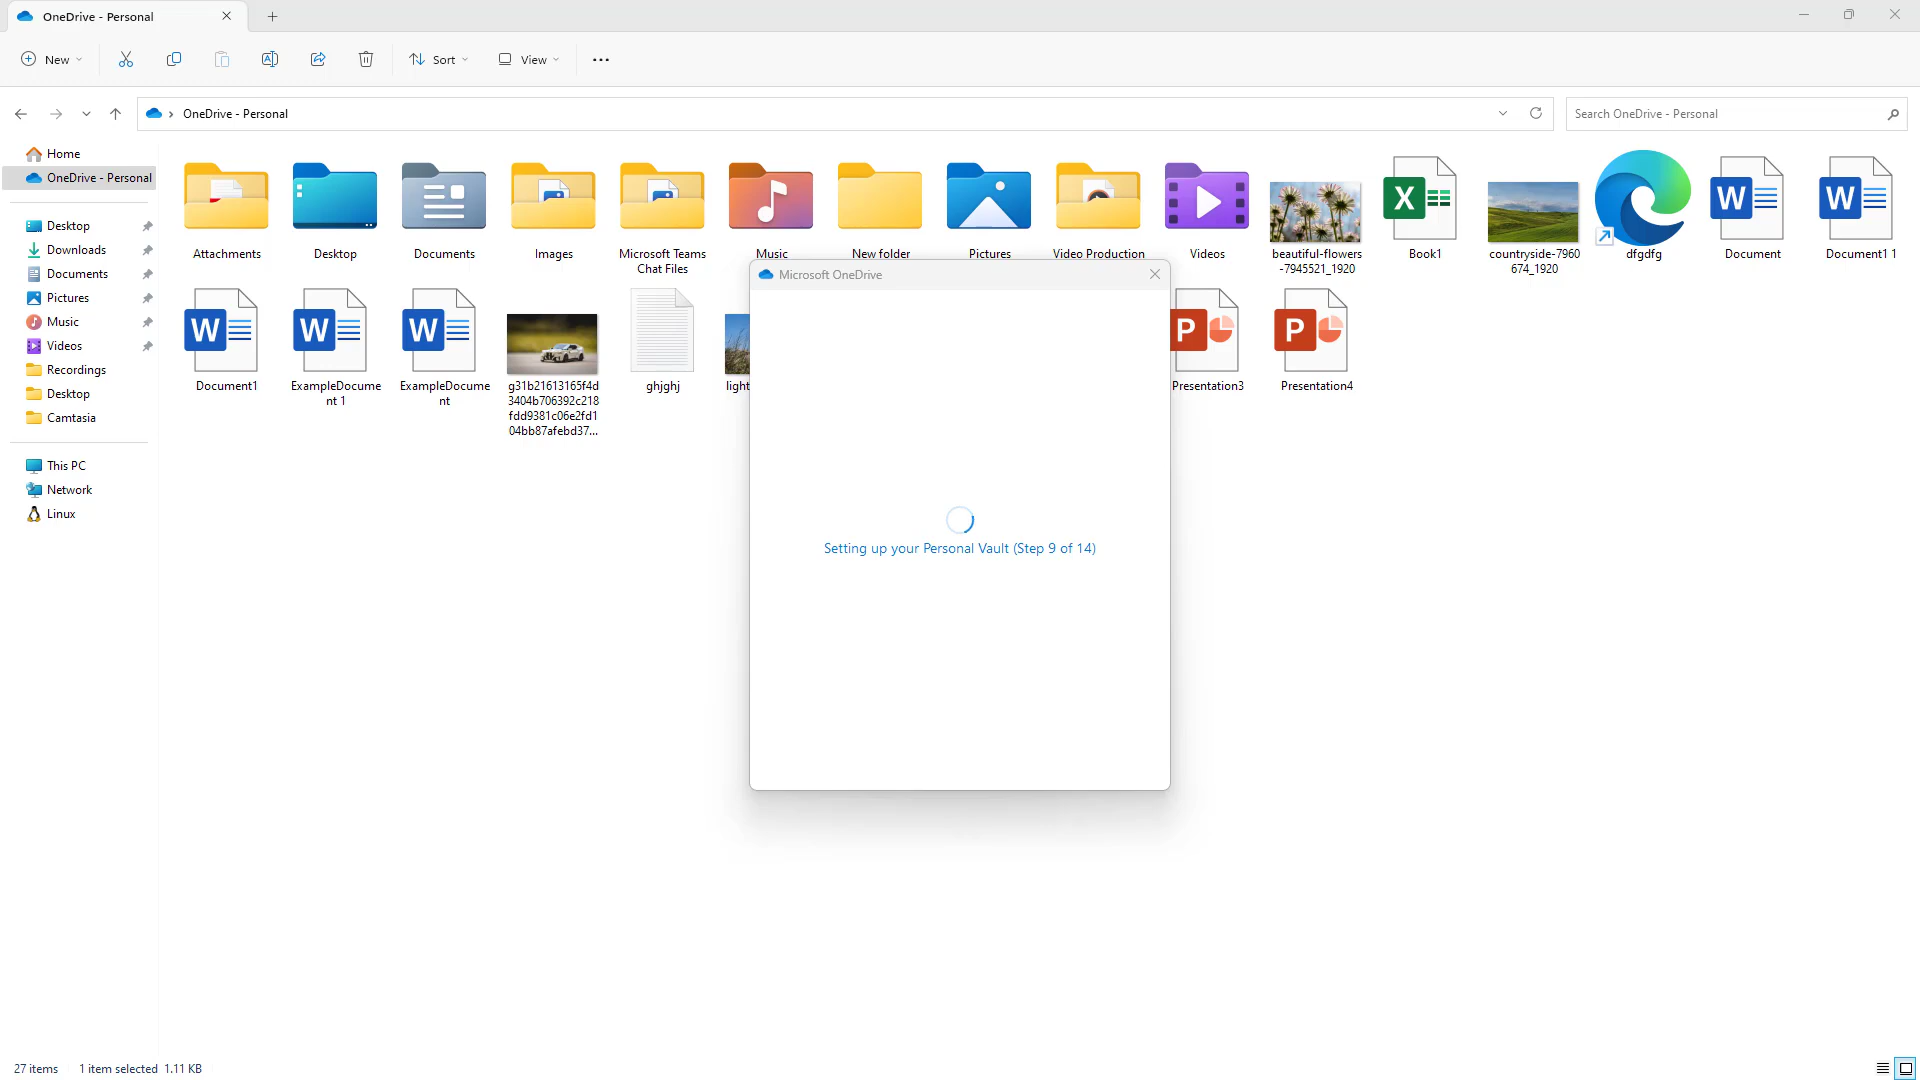 OneDrive - Personal
New
Sort
View
OneDrive - Personal
Search OneDrive - Personal
Home
OneDrive - Personal
Desktop
Downloads
Documents
Pictures
Music
Videos
Recordings
Desktop
Camtasia
This PC
Network
Linux
Attachments
Desktop
Documents
Images
Microsoft Teams
Chat Files
Music
New folder
Pictures
Video Production
Videos
beautiful-flowers
-7945521_1920
Book1
countryside-7960
674_1920
dfgdfg
Document
Document1 1
Document1
ExampleDocume
nt 1
ExampleDocume
nt
g31b21613165f4d
3404b706392c218
fdd9381c06e2fd1
04bb87afebd37...
ghjghj
light
Presentation3
Presentation4
Microsoft OneDrive
Setting up your Personal Vault (Step 9 of 14)
27 items
1 item selected 1.11 KB